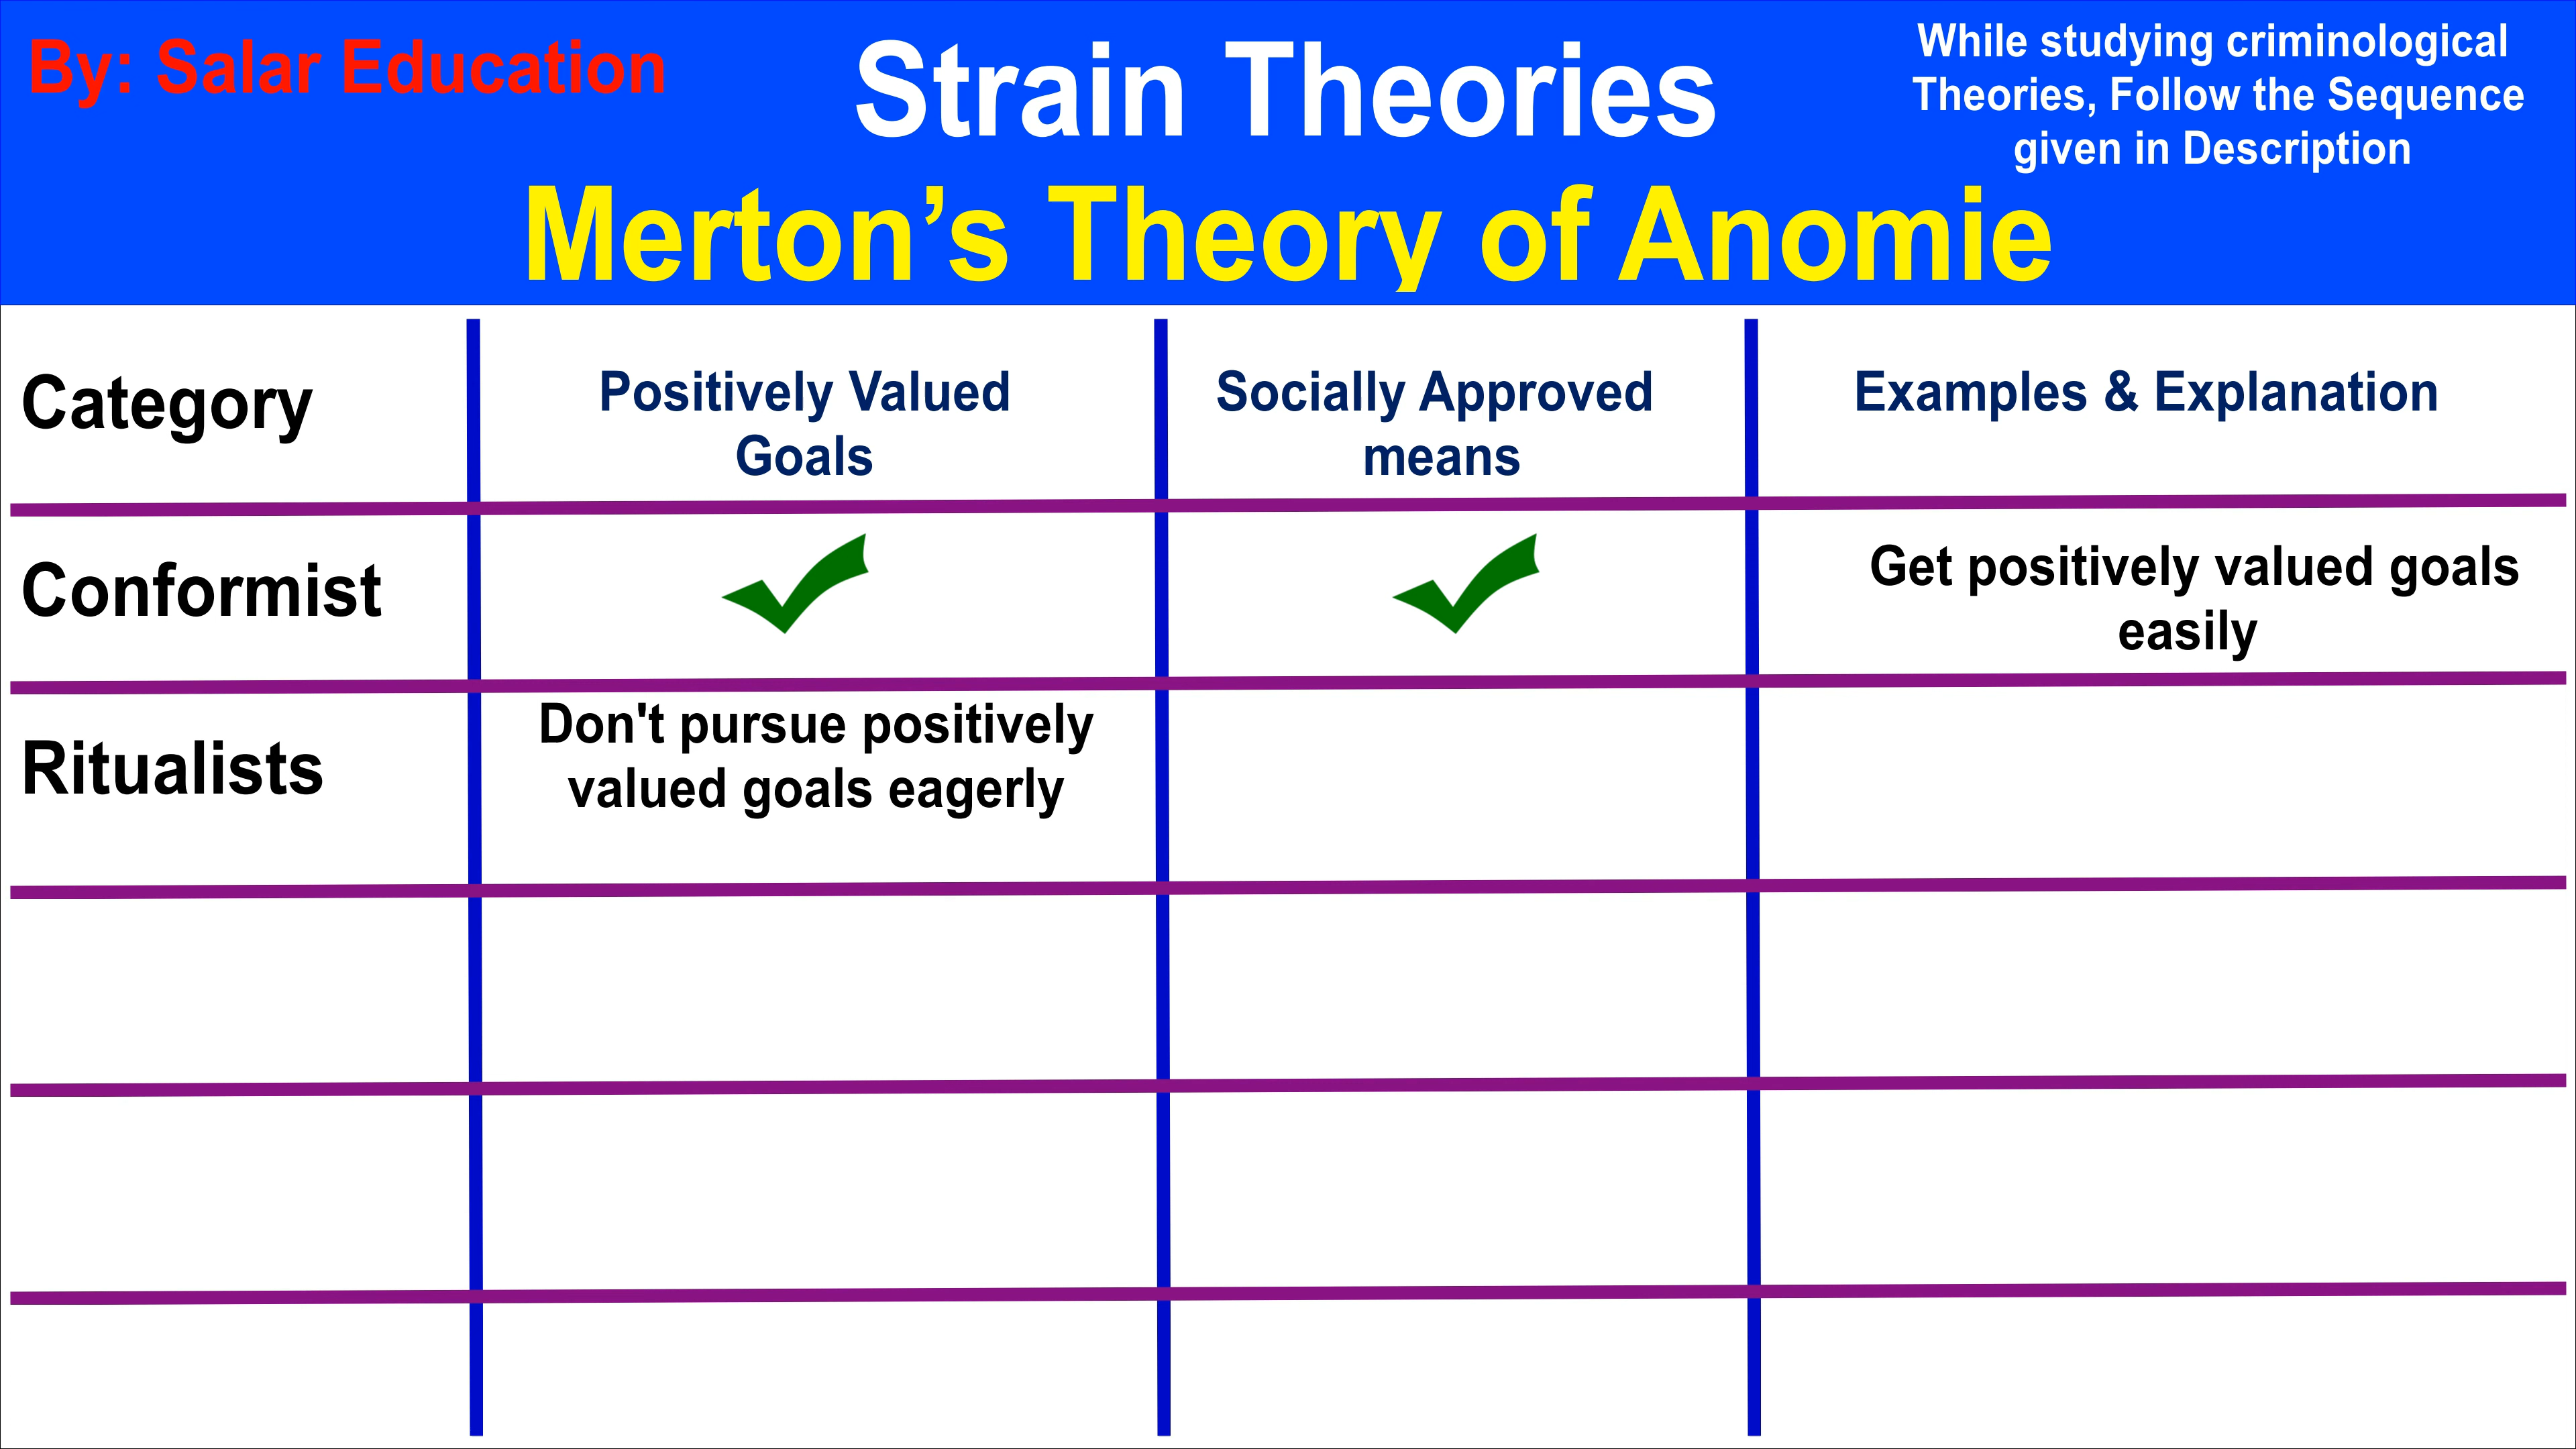 By: Salar Education
Strain Theories
While studying criminological
Theories, Follow the Sequence
given in Description
Merton’s Theory of Anomie
Category
Positively Valued
Goals
Socially Approved
means
Examples & Explanation
Conformist
Get positively valued goals
easily
Ritualists
Don't pursue positively
valued goals eagerly